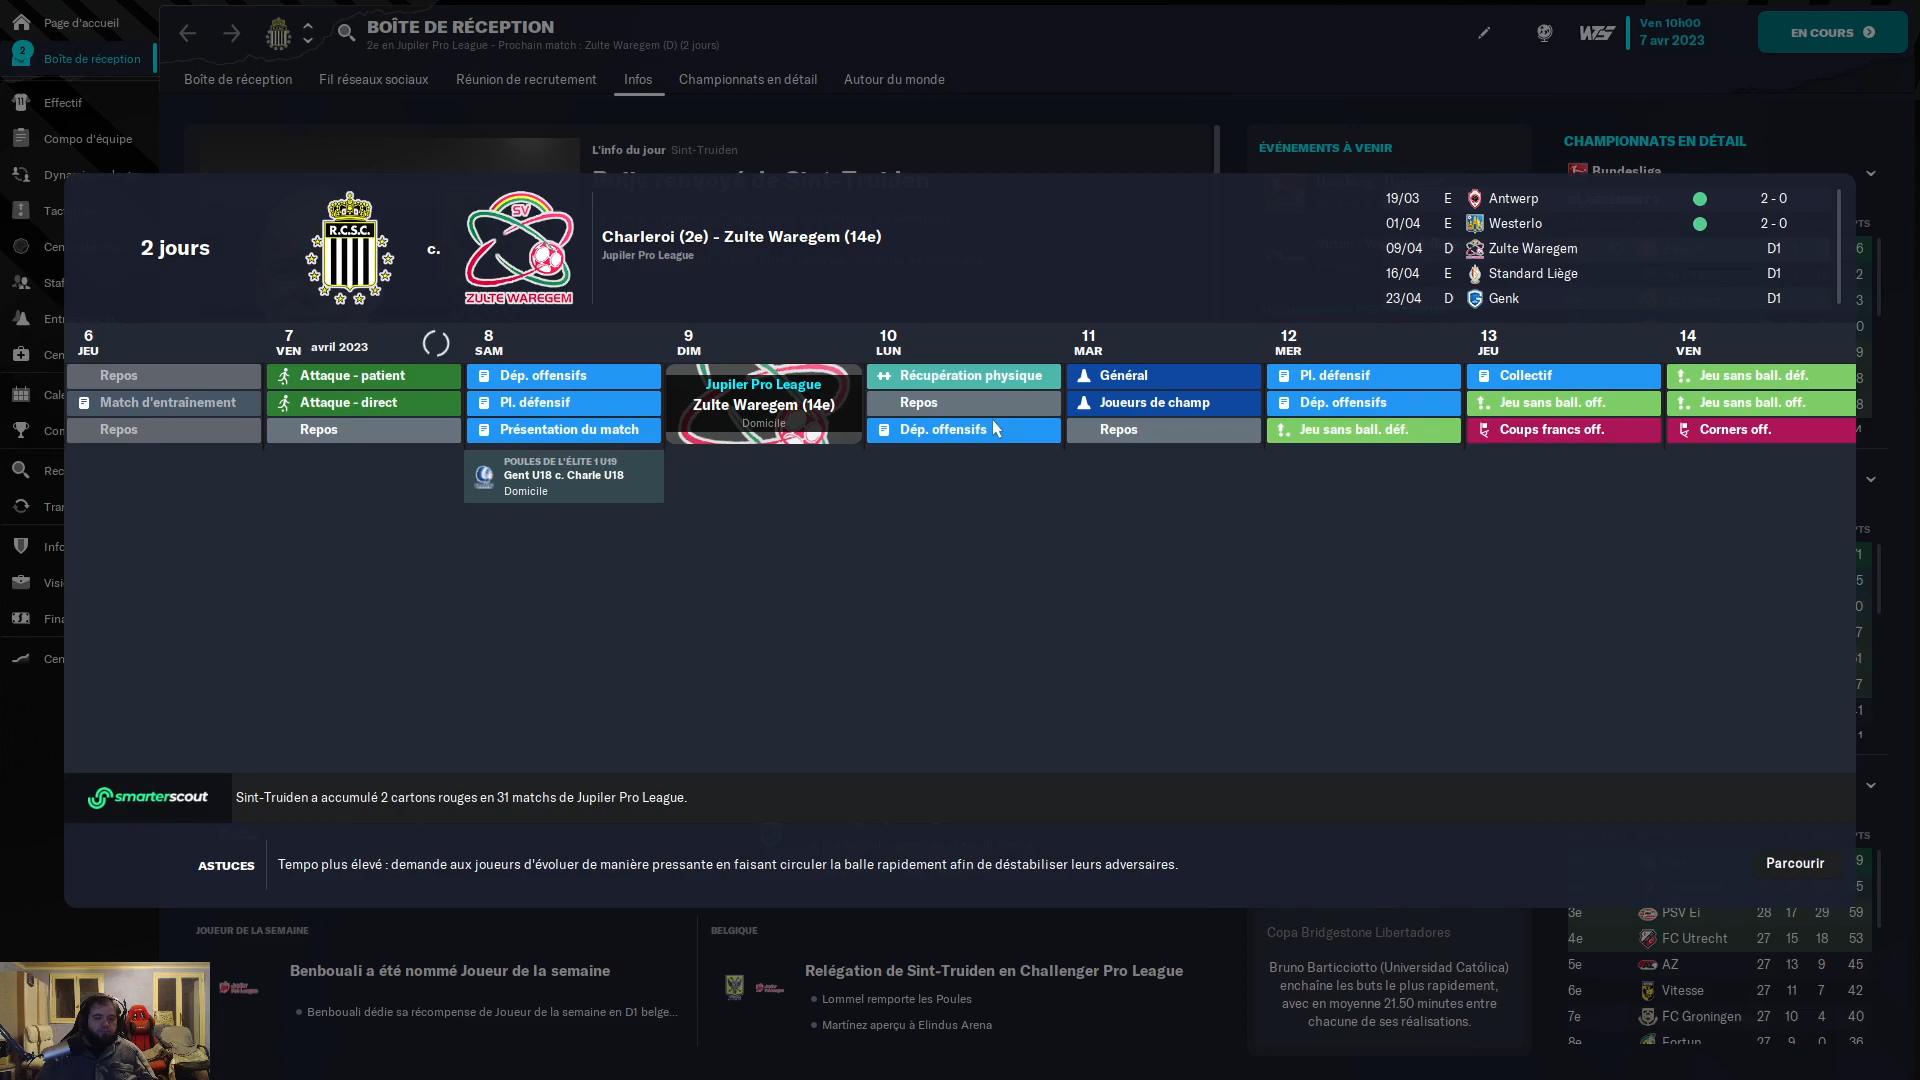 Page d'accueil
2
Boîte de réception
Effectif
Compo d'équipe
BOÎTE DE RÉCEPTION
2e en Jupiler Pro League - Prochain match : Zulte Waregem (D) (2 jours)
Ven 10h00
7 avr 2023
EN COURS
Boîte de réception
Fil réseaux sociaux
Réunion de recrutement
Infos
Championnats en détail
Autour du monde
L'info du jour Sint-Truiden
ÉVÉNEMENTS À VENIR
CHAMPIONNATS EN DÉTAIL
Bundesliga
2 jours
R.C.S.C.
c.
SV
ZULTE WAREGEM
Charleroi (2e) - Zulte Waregem (14e)
Jupiler Pro League
19/03 E Antwerp 2 - 0
01/04 E Westerlo 2 - 0
09/04 D Zulte Waregem D1
16/04 E Standard Liège D1
23/04 D Genk D1
6
JEU
Repos
Match d'entraînement
Repos
7
VEN avril 2023
Attaque - patient
Attaque - direct
Repos
8
SAM
Dép. offensifs
Pl. défensif
Présentation du match
POULES DE L'ÉLITE 1 U19
Gent U18 c. Charle U18
Domicile
9
DIM
Jupiler Pro League
Zulte Waregem (14e)
Domicile
10
LUN
Récupération physique
Repos
Dép. offensifs
11
MAR
Général
Joueurs de champ
Repos
12
MER
Pl. défensif
Dép. offensifs
Jeu sans ball. déf.
13
JEU
Collectif
Jeu sans ball. off.
Coups francs off.
14
VEN
Jeu sans ball. déf.
Jeu sans ball. off.
Corners off.
smarterscout
Sint-Truiden a accumulé 2 cartons rouges en 31 matchs de Jupiler Pro League.
ASTUCES
Tempo plus élevé : demande aux joueurs d'évoluer de manière pressante en faisant circuler la balle rapidement afin de déstabiliser leurs adversaires.
Parcourir
JOUEUR DE LA SEMAINE
Benbouali a été nommé Joueur de la semaine
Benbouali dédie sa récompense de Joueur de la semaine en D1 belge...
BELGIQUE
Relégation de Sint-Truiden en Challenger Pro League
Lommel remporte les Poules
Martínez aperçu à Elindus Arena
Copa Bridgestone Libertadores
Bruno Barticciotto (Universidad Católica)
enchaîne les buts le plus rapidement,
avec en moyenne 21.50 minutes entre
chacune de ses réalisations.
3e PSV Ei 28 17 29 59
4e FC Utrecht 27 15 18 53
5e AZ 27 13 9 45
6e Vitesse 27 11 7 42
7e FC Groningen 27 10 4 40
8e Fortun 27 9 0 36